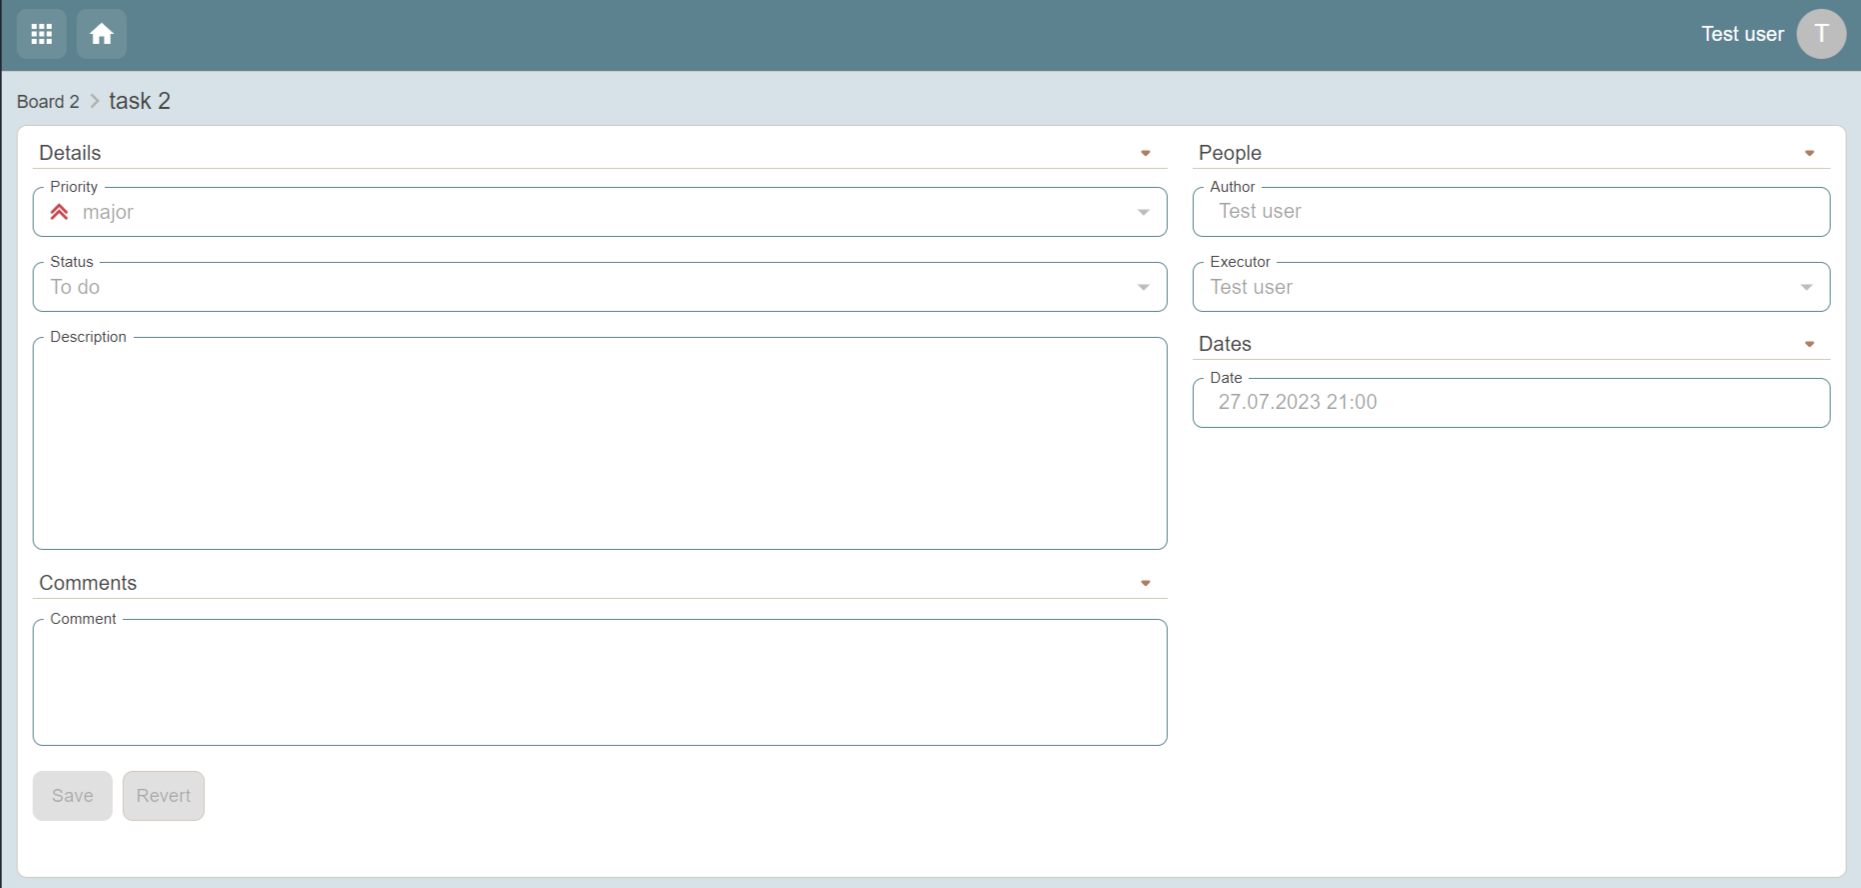 Test user
T
Board 2
task 2
Details
Priority
major
Status
To do
Description
Comments
Comment
Save
Revert
People
Author
Test user
Executor
Test user
Dates
Date
27.07.2023 21:00